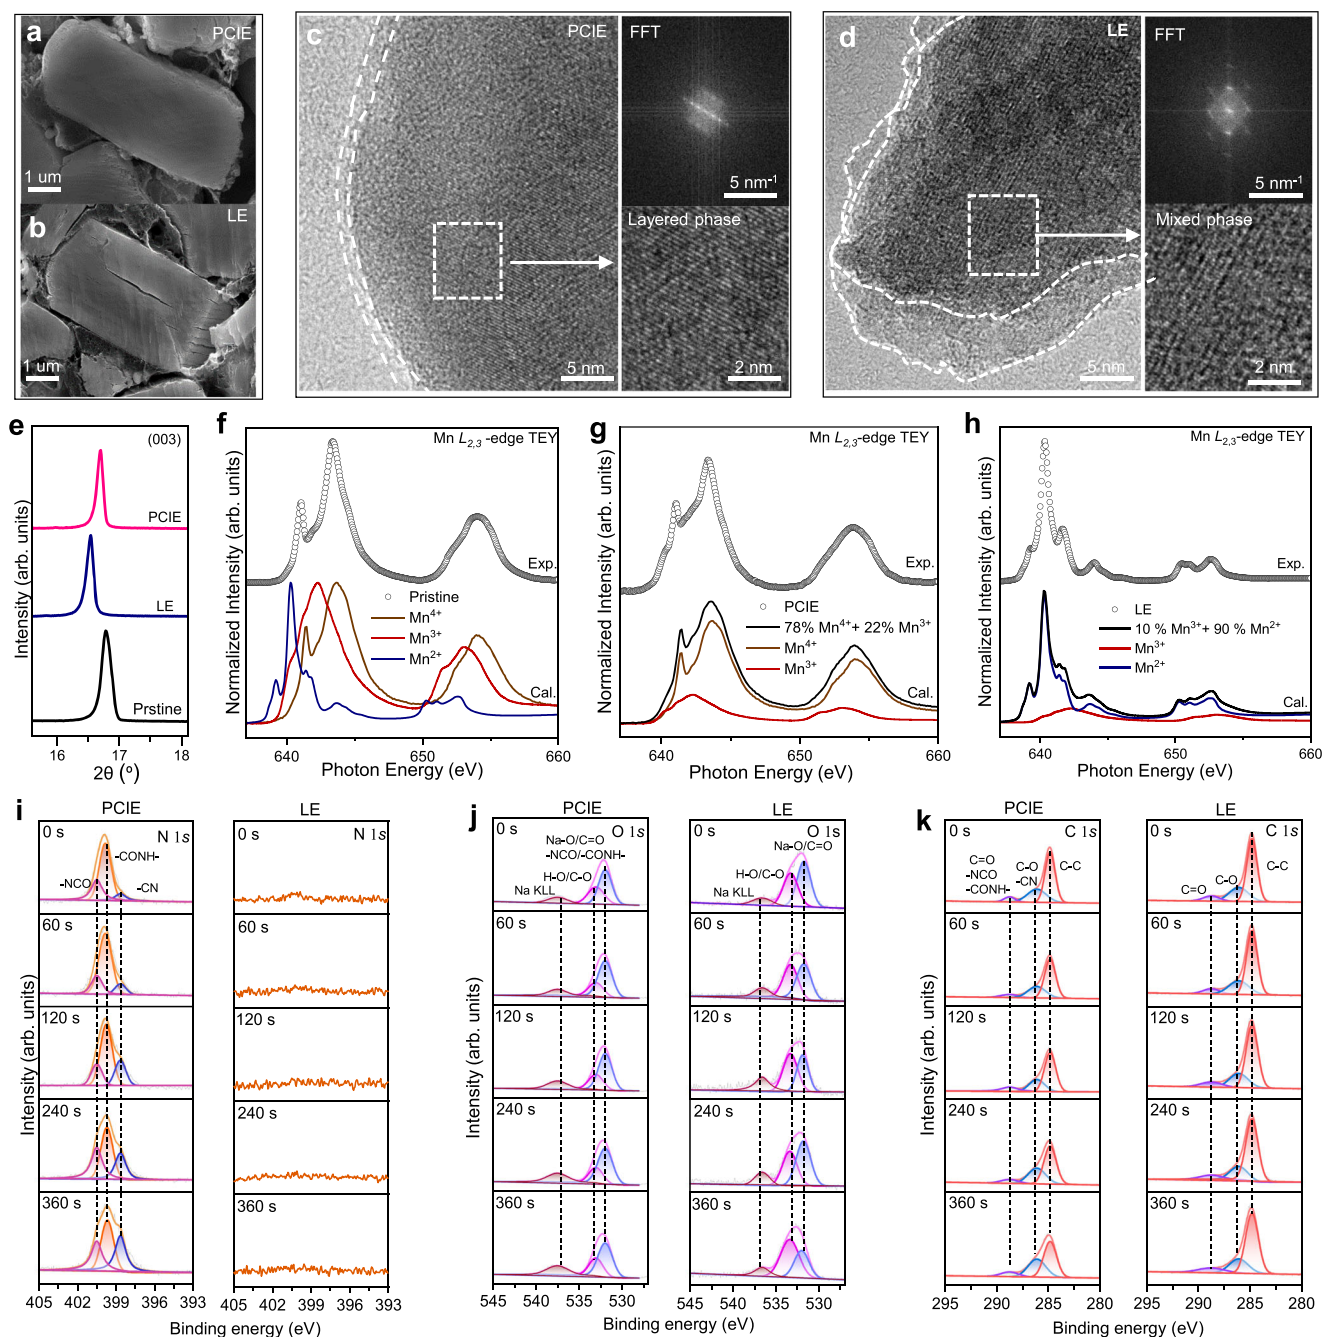 a
PCIE
1 um
b
LE
1 um
c
PCIE
5 nm
FFT
5 nm⁻¹
Layered phase
2 nm
d
LE
5 nm
FFT
5 nm⁻¹
Mixed phase
2 nm
e
(003)
PCIE
LE
Prstine
Intensity (arb. units)
16 17 18
2θ (°)
f
Mn L2,3 -edge TEY
Exp.
Pristine
Mn4+
Mn3+
Mn2+
Cal.
Normalized Intensity (arb. units)
640 650 660
Photon Energy (eV)
g
Mn L2,3-edge TEY
Exp.
PCIE
78% Mn4+ + 22% Mn3+
Mn4+
Mn3+
Cal.
Normalized Intensity (arb. units)
640 650 660
Photon Energy (eV)
h
Mn L2,3-edge TEY
Exp.
LE
10 % Mn3+ + 90 % Mn2+
Mn3+
Mn2+
Cal.
Normalized Intensity (arb. units)
640 650 660
Photon Energy (eV)
i
PCIE
LE
0 s
N 1s
-CONH-
-NCO
-CN
60 s
120 s
240 s
360 s
0 s
N 1s
60 s
120 s
240 s
360 s
Intensity (arb. units)
405 399 396 393
405 402 399 396 393
Binding energy (eV)
j
PCIE
LE
0 s
O 1s
Na-O/C=O
-NCO/-CONH-
H-O/C-O
Na KLL
60 s
120 s
240 s
360 s
0 s
O 1s
Na-O/C=O
H-O/C-O
Na KLL
60 s
120 s
240 s
360 s
Intensity (arb. units)
545 540 535 530
545 540 535 530
Binding energy (eV)
k
PCIE
LE
0 s
C 1s
C=O
-NCO
-CONH-
C-O
-CN
C-C
60 s
120 s
240 s
360 s
0 s
C 1s
C-C
C-O
C=O
60 s
120 s
240 s
360 s
Intensity (arb. units)
295 290 285 280
295 290 285 280
Binding energy (eV)